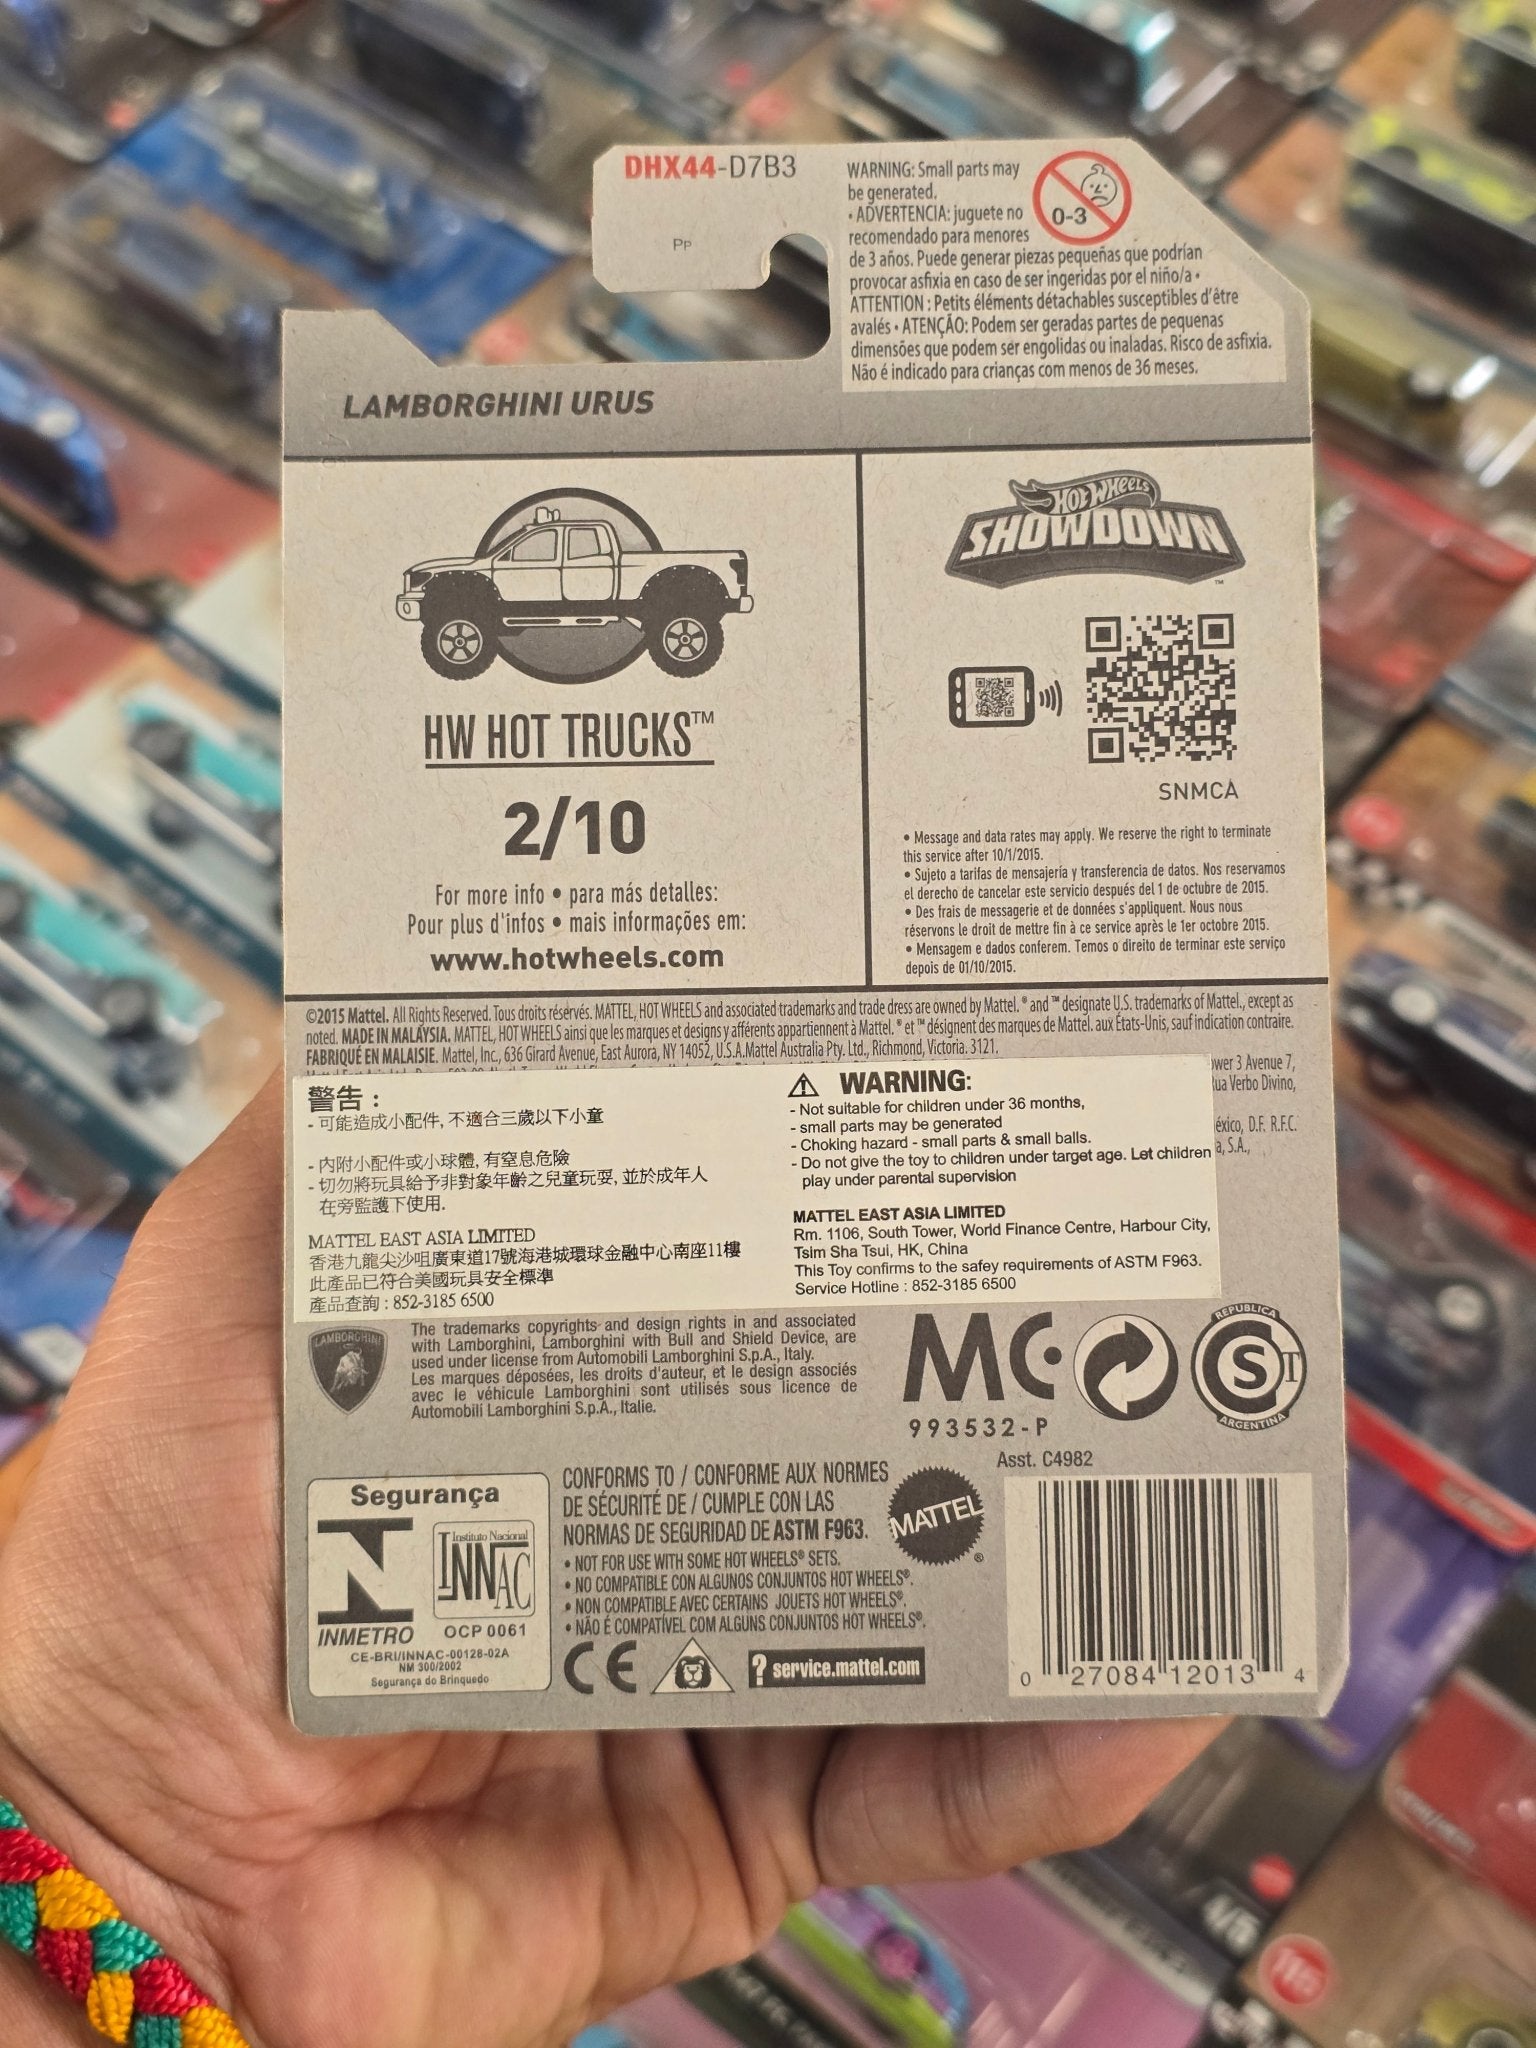 DHX44-D7B3
PP
WARNING: Small parts may
be generated.
• ADVERTENCIA: juguete no
recomendado para menores
de 3 años. Puede generar piezas pequeñas que podrían
provocar asfixia en caso de ser ingeridas por el niño/a •
ATTENTION : Petits éléments détachables susceptibles d'être
avalés • ATENÇÃO: Podem ser geradas partes de pequenas
dimensões que podem ser engolidas ou inaladas. Risco de asfixia.
Não é indicado para crianças com menos de 36 meses.
0-3
LAMBORGHINI URUS
HW HOT TRUCKS™
2/10
For more info • para más detalles:
Pour plus d'infos • mais informações em:
www.hotwheels.com
HOT WHEELS
SHOWDOWN™
SNMCA
• Message and data rates may apply. We reserve the right to terminate
this service after 10/1/2015.
• Sujeto a tarifas de mensajería y transferencia de datos. Nos reservamos
el derecho de cancelar este servicio después del 1 de octubre de 2015.
• Des frais de messagerie et de données s'appliquent. Nous nous
réservons le droit de mettre fin à ce service après le 1er octobre 2015.
• Mensagem e dados conferem. Temos o direito de terminar este serviço
depois de 01/10/2015.
©2015 Mattel. All Rights Reserved. Tous droits réservés. MATTEL, HOT WHEELS and associated trademarks and trade dress are owned by Mattel. ® and ™ designate U.S. trademarks of Mattel., except as
noted. MADE IN MALAYSIA. MATTEL, HOT WHEELS ainsi que les marques et designs y afférents appartiennent à Mattel. ® et ™ désignent des marques de Mattel. aux États-Unis, sauf indication contraire.
FABRIQUÉ EN MALAISIE. Mattel, Inc., 636 Girard Avenue, East Aurora, NY 14052, U.S.A. Mattel Australia Pty. Ltd., Richmond, Victoria. 3121.
ower 3 Avenue 7,
Rua Verbo Divino,
éxico, D.F. R.F.C.
a, S.A.,
警告 :
- 可能造成小配件, 不適合三歲以下小童
- 內附小配件或小球體, 有窒息危險
- 切勿將玩具給予非對象年齡之兒童玩耍, 並於成年人
在旁監護下使用.
MATTEL EAST ASIA LIMITED
香港九龍尖沙咀廣東道17號海港城環球金融中心南座11樓
此產品已符合美國玩具安全標準
產品查詢 : 852-3185 6500
⚠ WARNING:
- Not suitable for children under 36 months,
- small parts may be generated
- Choking hazard - small parts & small balls.
- Do not give the toy to children under target age. Let children
play under parental supervision
MATTEL EAST ASIA LIMITED
Rm. 1106, South Tower, World Finance Centre, Harbour City,
Tsim Sha Tsui, HK, China
This Toy confirms to the safey requirements of ASTM F963.
Service Hotline : 852-3185 6500
LAMBORGHINI
The trademarks copyrights and design rights in and associated
with Lamborghini, Lamborghini with Bull and Shield Device, are
used under license from Automobili Lamborghini S.p.A., Italy.
Les marques déposées, les droits d'auteur, et le design associés
avec le véhicule Lamborghini sont utilisés sous licence de
Automobili Lamborghini S.p.A., Italie.
MC
993532-P
REPUBLICA
S
T
ARGENTINA
Segurança
INMETRO
Instituto Nacional
INNAC
OCP 0061
CE-BRI/INNAC-00128-02A
NM 300/2002
Segurança do Brinquedo
CONFORMS TO / CONFORME AUX NORMES
DE SÉCURITÉ DE / CUMPLE CON LAS
NORMAS DE SEGURIDAD DE ASTM F963.
• NOT FOR USE WITH SOME HOT WHEELS® SETS.
• NO COMPATIBLE CON ALGUNOS CONJUNTOS HOT WHEELS®.
• NON COMPATIBLE AVEC CERTAINS JOUETS HOT WHEELS®.
• NÃO É COMPATÍVEL COM ALGUNS CONJUNTOS HOT WHEELS®.
MATTEL®
CE
? service.mattel.com
Asst. C4982
0 27084 12013 4
4/5